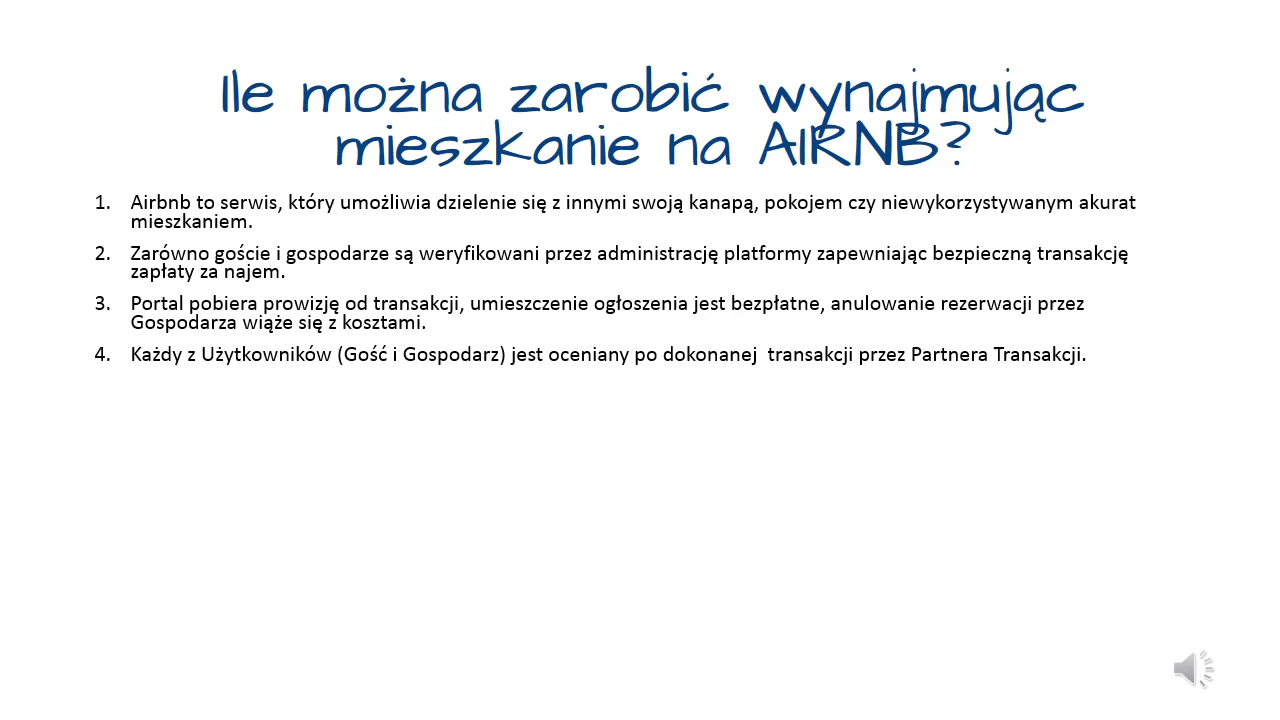 Ile można zarobić wynajmując
mieszkanie na AIRNB?
1. Airbnb to serwis, który umożliwia dzielenie się z innymi swoją kanapą, pokojem czy niewykorzystywanym akurat
mieszkaniem.
2. Zarówno goście i gospodarze są weryfikowani przez administrację platformy zapewniając bezpieczną transakcję
zapłaty za najem.
3. Portal pobiera prowizję od transakcji, umieszczenie ogłoszenia jest bezpłatne, anulowanie rezerwacji przez
Gospodarza wiąże się z kosztami.
4. Każdy z Użytkowników (Gość i Gospodarz) jest oceniany po dokonanej  transakcji przez Partnera Transakcji.